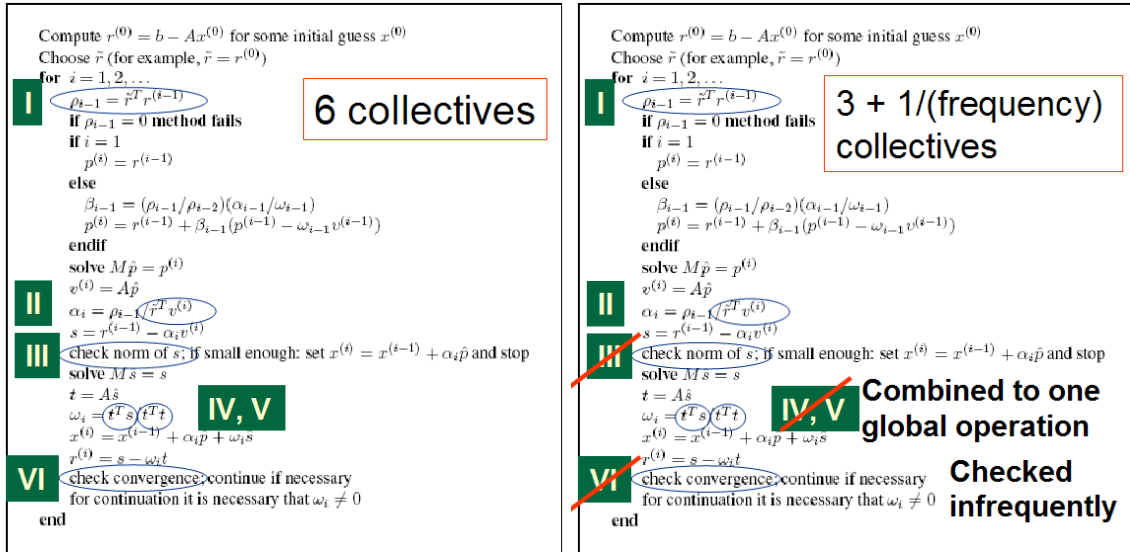 Compute r^(0) = b − Ax^(0) for some initial guess x^(0)
Choose r̃ (for example, r̃ = r^(0))
for i = 1, 2, …
I
ρ_{i−1} = r̃^T r^(i−1)
6 collectives
if ρ_{i−1} = 0 method fails
if i = 1
p^(i) = r^(i−1)
else
β_{i−1} = (ρ_{i−1}/ρ_{i−2})(α_{i−1}/ω_{i−1})
p^(i) = r^(i−1) + β_{i−1}(p^(i−1) − ω_{i−1}v^(i−1))
endif
solve Mp̂ = p^(i)
v^(i) = Ap̂
II
α_i = ρ_{i−1}/r̃^T v^(i)
s = r^(i−1) − α_i v^(i)
III
check norm of s; if small enough: set x^(i) = x^(i−1) + α_i p̂ and stop
solve Mŝ = s
t = Aŝ
IV, V
ω_i = t^T s/t^T t
x^(i) = x^(i−1) + α_i p̂ + ω_i ŝ
r^(i) = s − ω_i t
VI
check convergence; continue if necessary
for continuation it is necessary that ω_i ≠ 0
end
Compute r^(0) = b − Ax^(0) for some initial guess x^(0)
Choose r̃ (for example, r̃ = r^(0))
for i = 1, 2, …
I
ρ_{i−1} = r̃^T r^(i−1)
3 + 1/(frequency)
collectives
if ρ_{i−1} = 0 method fails
if i = 1
p^(i) = r^(i−1)
else
β_{i−1} = (ρ_{i−1}/ρ_{i−2})(α_{i−1}/ω_{i−1})
p^(i) = r^(i−1) + β_{i−1}(p^(i−1) − ω_{i−1}v^(i−1))
endif
solve Mp̂ = p^(i)
v^(i) = Ap̂
II
α_i = ρ_{i−1}/r̃^T v^(i)
s = r^(i−1) − α_i v^(i)
III
check norm of s; if small enough: set x^(i) = x^(i−1) + α_i p̂ and stop
solve Mŝ = s
t = Aŝ
IV, V
Combined to one
global operation
ω_i = t^T s/t^T t
x^(i) = x^(i−1) + α_i p̂ + ω_i ŝ
r^(i) = s − ω_i t
VI
check convergence; continue if necessary
Checked
infrequently
for continuation it is necessary that ω_i ≠ 0
end